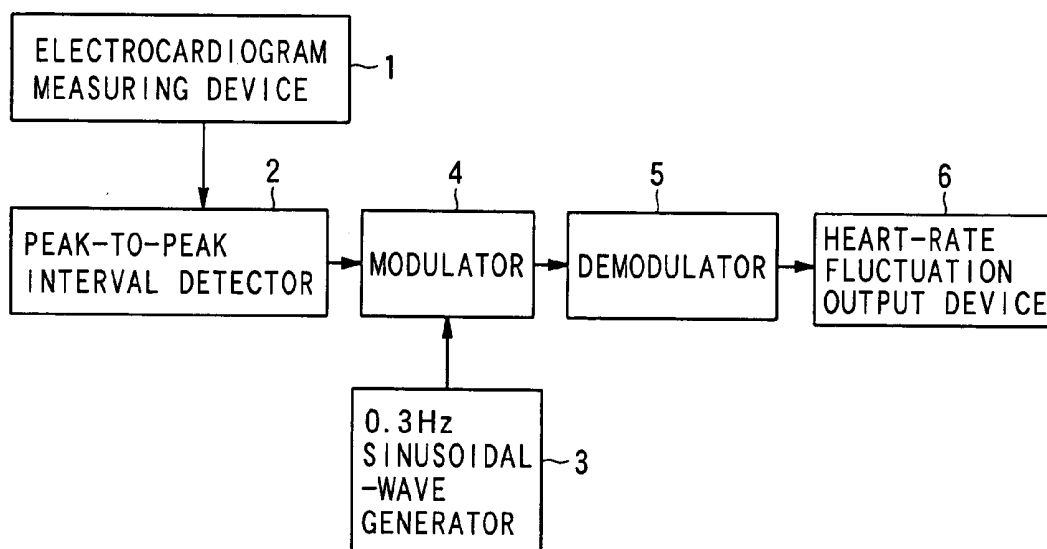 ELECTROCARDIOGRAM
MEASURING DEVICE
1
2
PEAK-TO-PEAK
INTERVAL DETECTOR
4
MODULATOR
5
DEMODULATOR
6
HEART-RATE
FLUCTUATION
OUTPUT DEVICE
0.3Hz
SINUSOIDAL
-WAVE
GENERATOR
3